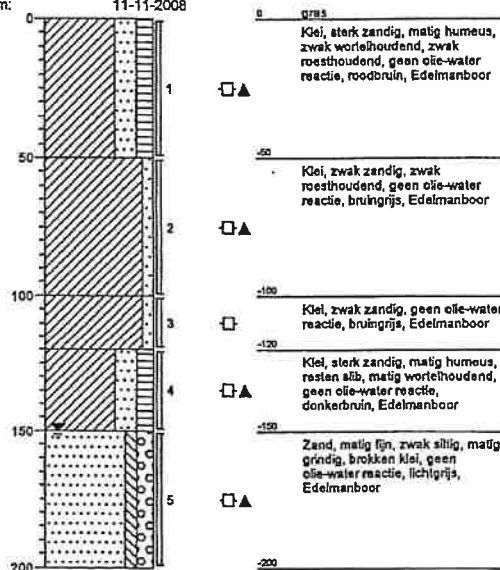 m: 11-11-2008
0 0 gras
Klei, sterk zandig, matig humeus,
zwak wortelhoudend, zwak
roesthoudend, geen olie-water
reactie, roodbruin, Edelmanboor
1
50 -50
Klei, zwak zandig, zwak
roesthoudend, geen olie-water
reactie, bruingrijs, Edelmanboor
2
100 -100
Klei, zwak zandig, geen olie-water
reactie, bruingrijs, Edelmanboor
3
-120
Klei, sterk zandig, matig humeus,
resten slib, matig wortelhoudend,
geen olie-water reactie,
donkerbruin, Edelmanboor
4
150 -150
Zand, matig fijn, zwak siltig, matig
grindig, brokken klei, geen
olie-water reactie, lichtgrijs,
Edelmanboor
5
200 -200